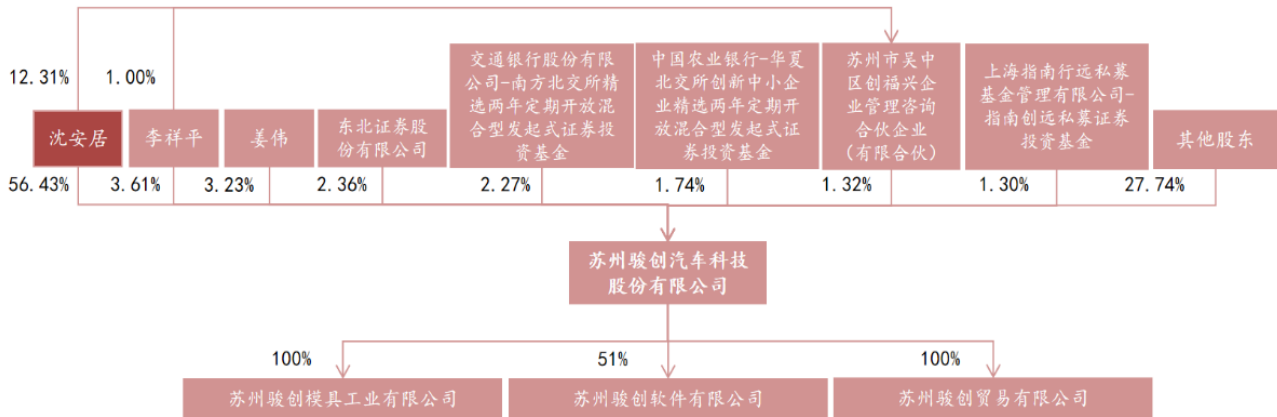 12.31%
1.00%
沈安居
李祥平
姜伟
东北证券股
份有限公司
交通银行股份有限
公司-南方北交所精
选两年定期开放混
合型发起式证券投
资基金
中国农业银行-华夏
北交所创新中小企
业精选两年定期开
放混合型发起式证
券投资基金
苏州市吴中
区创福兴企
业管理咨询
合伙企业
(有限合伙)
上海指南行远私募
基金管理有限公司-
指南创远私募证券
投资基金
其他股东
56.43%
3.61%
3.23%
2.36%
2.27%
1.74%
1.32%
1.30%
27.74%
苏州骏创汽车科技
股份有限公司
100%
51%
100%
苏州骏创模具工业有限公司
苏州骏创软件有限公司
苏州骏创贸易有限公司